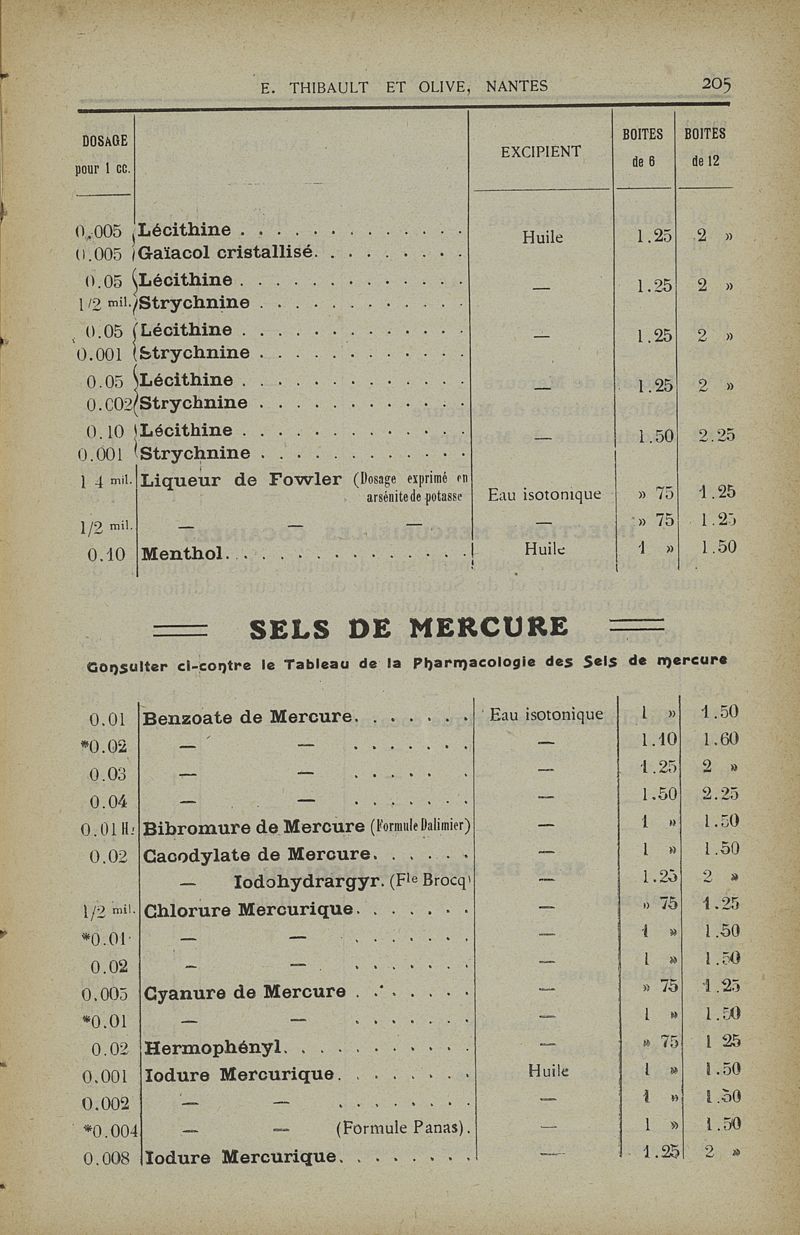 E. THIBAULT ET OLIVE, NANTES 205
DOSAGE pour 1 cc. EXCIPIENT BOITES de 6 BOITES de 12
0.005 Lécithine . . . . . . . . . . . . .
0.005 Gaïacol cristallisé. . . . . . . . . Huile 1.25 2 »
0.05 Lécithine . . . . . . . . . . . . .
1/2 mil. Strychnine . . . . . . . . . . . . — 1.25 2 »
0.05 Lécithine . . . . . . . . . . . . .
0.001 Strychnine . . . . . . . . . . . . — 1.25 2 »
0.05 Lécithine . . . . . . . . . . . . .
0.002 Strychnine . . . . . . . . . . . . — 1.25 2 »
0.10 Lécithine . . . . . . . . . . . . .
0.001 Strychnine . . . . . . . . . . . . — 1.50 2.25
1 4 mil. Liqueur de Fowler (Dosage exprimé en
arsénite de potasse Eau isotonique » 75 1.25
1/2 mil. — — — — » 75 1.25
0.10 Menthol. . . . . . . . . . . . . . . Huile 1 » 1.50
SELS DE MERCURE
Consulter ci-contre le Tableau de la Pharmacologie des Sels de mercure
0.01 Benzoate de Mercure. . . . . . . Eau isotonique 1 » 1.50
*0.02 — — . . . . . . . — 1.10 1.60
0.03 — — . . . . . . — 1.25 2 »
0.04 — — . . . . . . . — 1.50 2.25
0.01 H. Bibromure de Mercure (Formule Dalimier) — 1 » 1.50
0.02 Cacodylate de Mercure. . . . . . — 1 » 1.50
— Iodohydrargyr. (Fle Brocq) — 1.25 2 »
1/2 mil. Chlorure Mercurique. . . . . . . — » 75 1.25
*0.01 — — . . . . . . . — 1 » 1.50
0.02 — — . . . . . . . — 1 » 1.50
0.005 Cyanure de Mercure . . . . . . . — » 75 1.25
*0.01 — — . . . . . . . — 1 » 1.50
0.02 Hermophényl. . . . . . . . . . . — » 75 1 25
0.001 Iodure Mercurique. . . . . . . . Huile 1 » 1.50
0.002 — — . . . . . . . . — 1 » 1.50
*0.004 — — (Formule Panas). — 1 » 1.50
0.008 Iodure Mercurique. . . . . . . . — 1.25 2 »